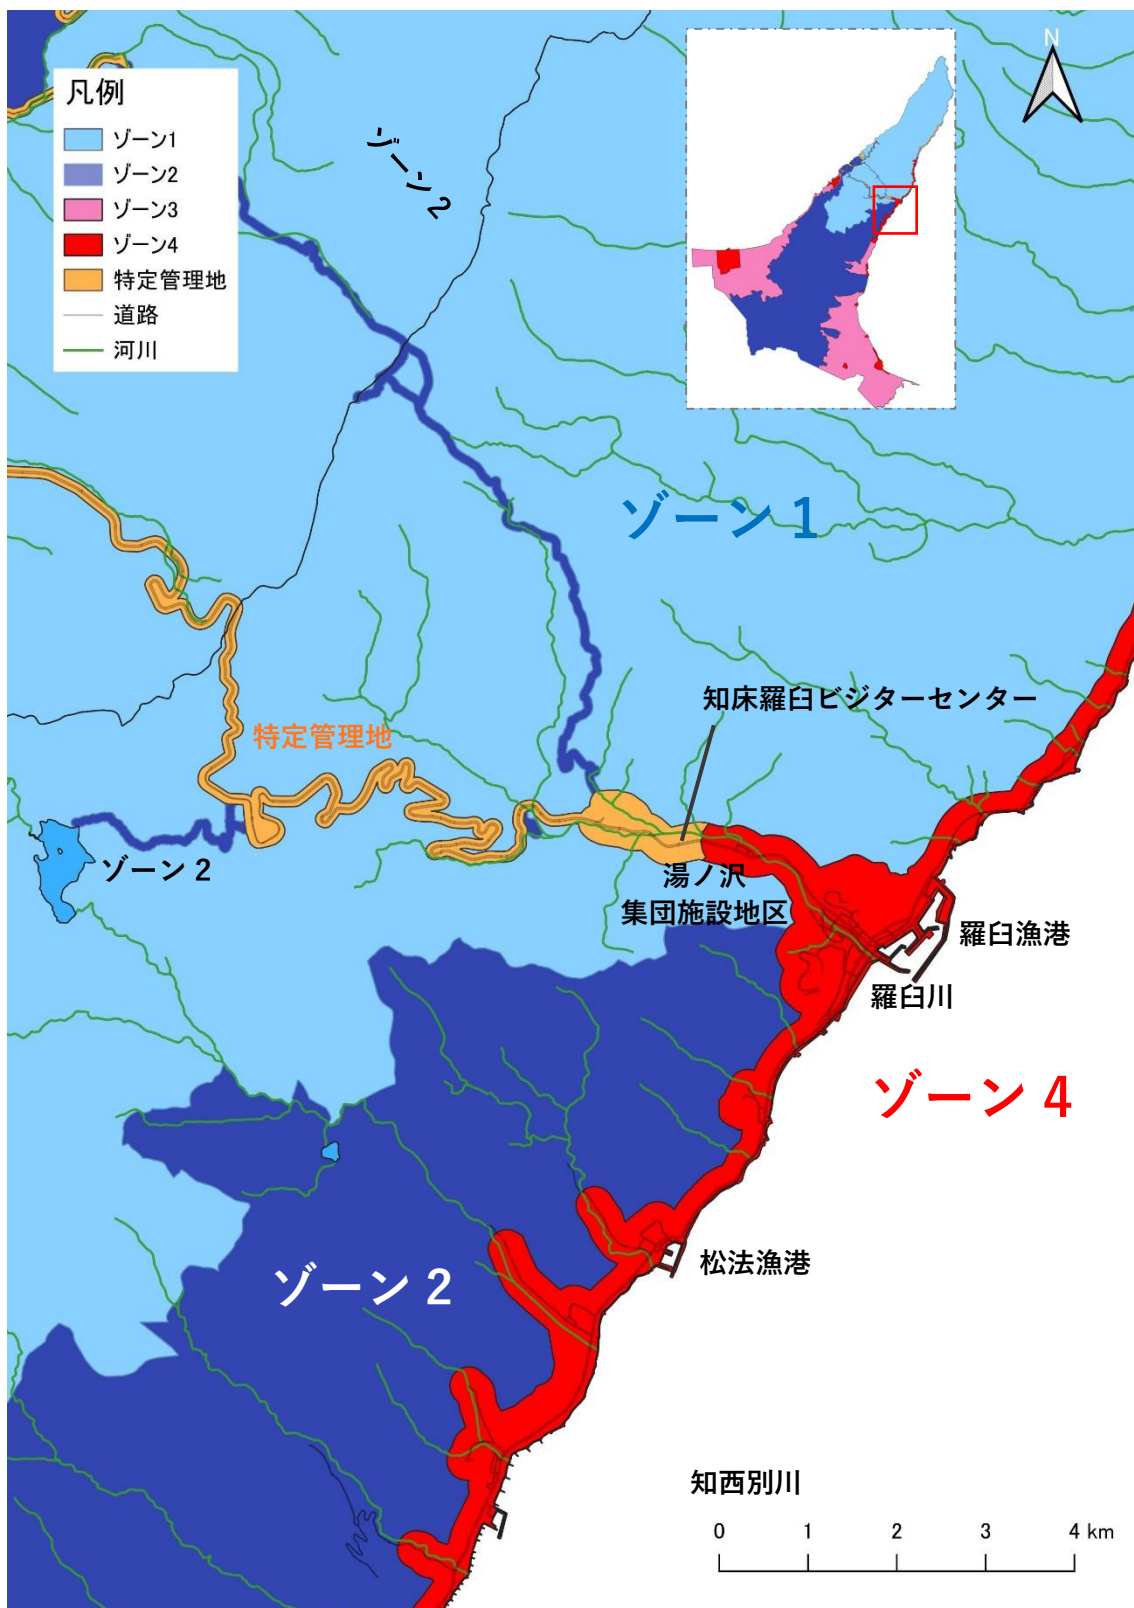 N
凡例
ゾーン1
ゾーン2
ゾーン3
ゾーン4
特定管理地
道路
河川
ゾーン2
ゾーン1
知床羅臼ビジターセンター
特定管理地
ゾーン2
湯ノ沢
集団施設地区
羅臼漁港
羅臼川
ゾーン4
松法漁港
ゾーン2
知西別川
0 1 2 3 4 km